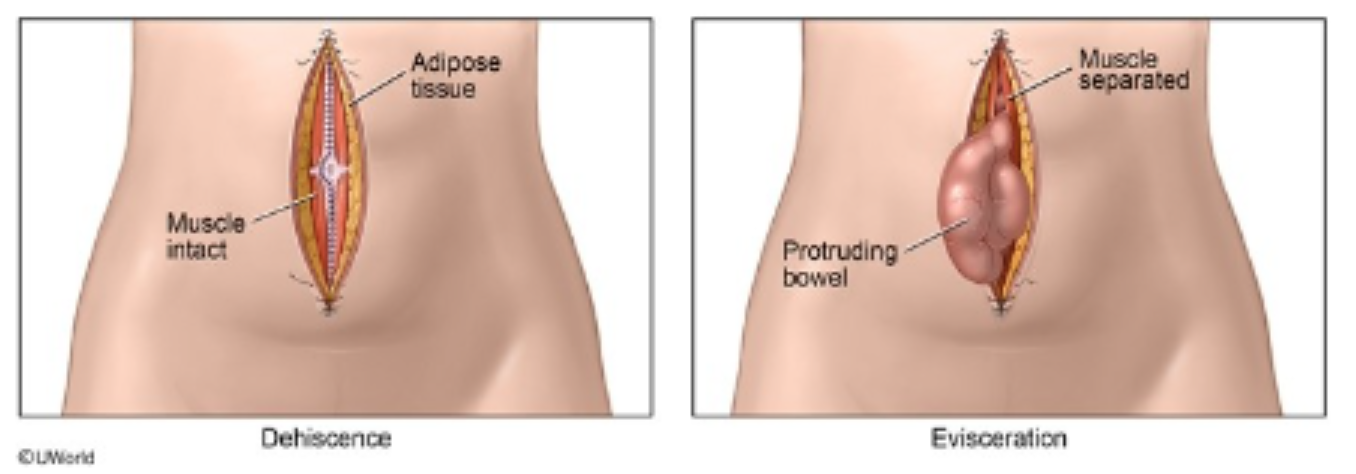 Adipose
tissue
Muscle
intact
Dehiscence
Muscle
separated
Protruding
bowel
Evisceration
©UWorld